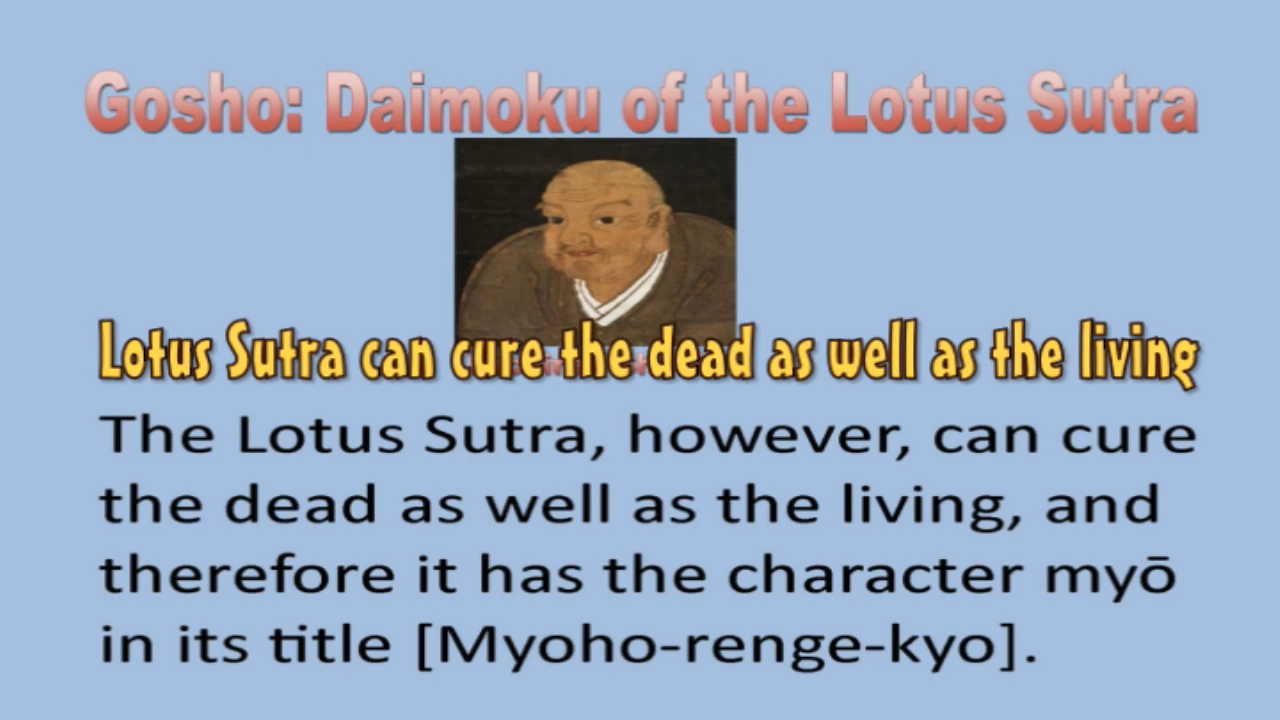 Gosho: Daimoku of the Lotus Sutra
Lotus Sutra can cure the dead as well as the living
The Lotus Sutra, however, can cure
the dead as well as the living, and
therefore it has the character myō
in its title [Myoho-renge-kyo].